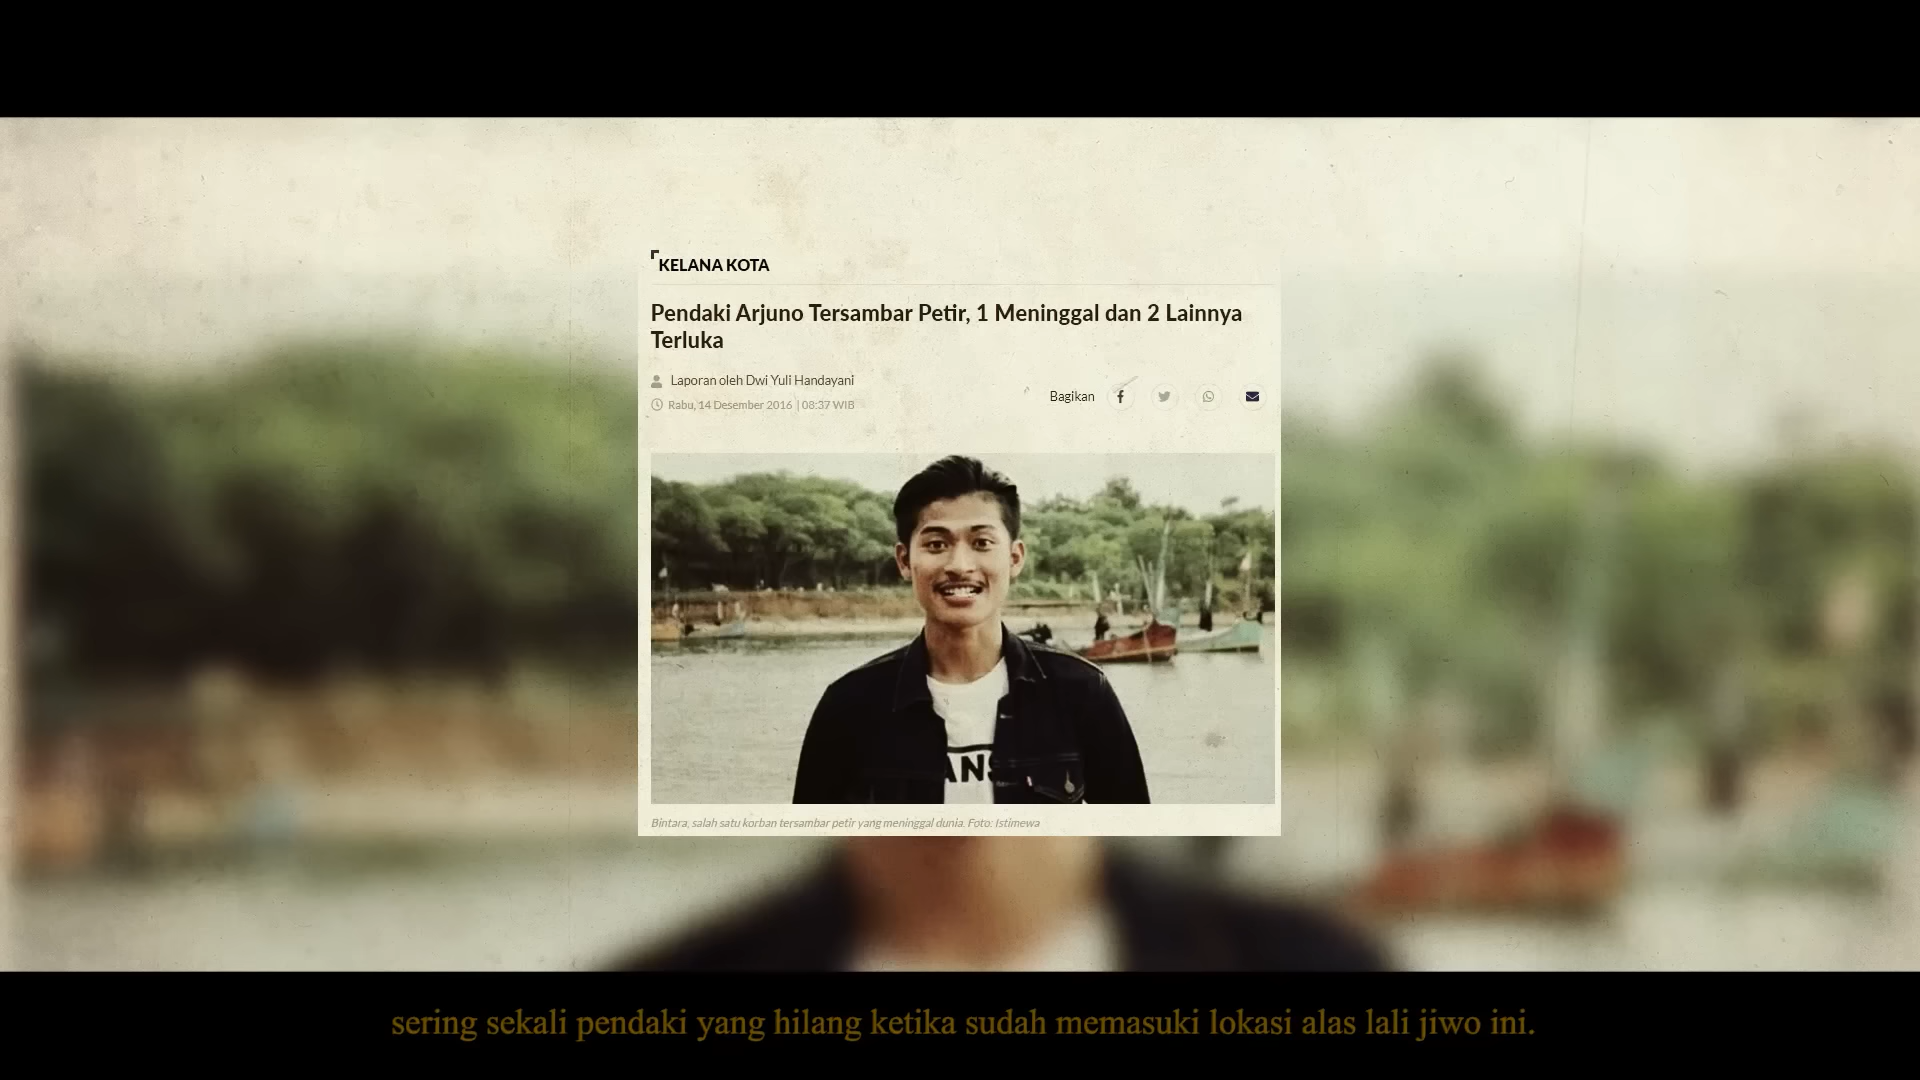 KELANA KOTA
Pendaki Arjuno Tersambar Petir, 1 Meninggal dan 2 Lainnya
Terluka
Laporan oleh Dwi Yuli Handayani
Rabu, 14 Desember 2016 | 08:37 WIB
Bagikan
ANS
Bintara, salah satu korban tersambar petir yang meninggal dunia. Foto: Istimewa
sering sekali pendaki yang hilang ketika sudah memasuki lokasi alas lali jiwo ini.